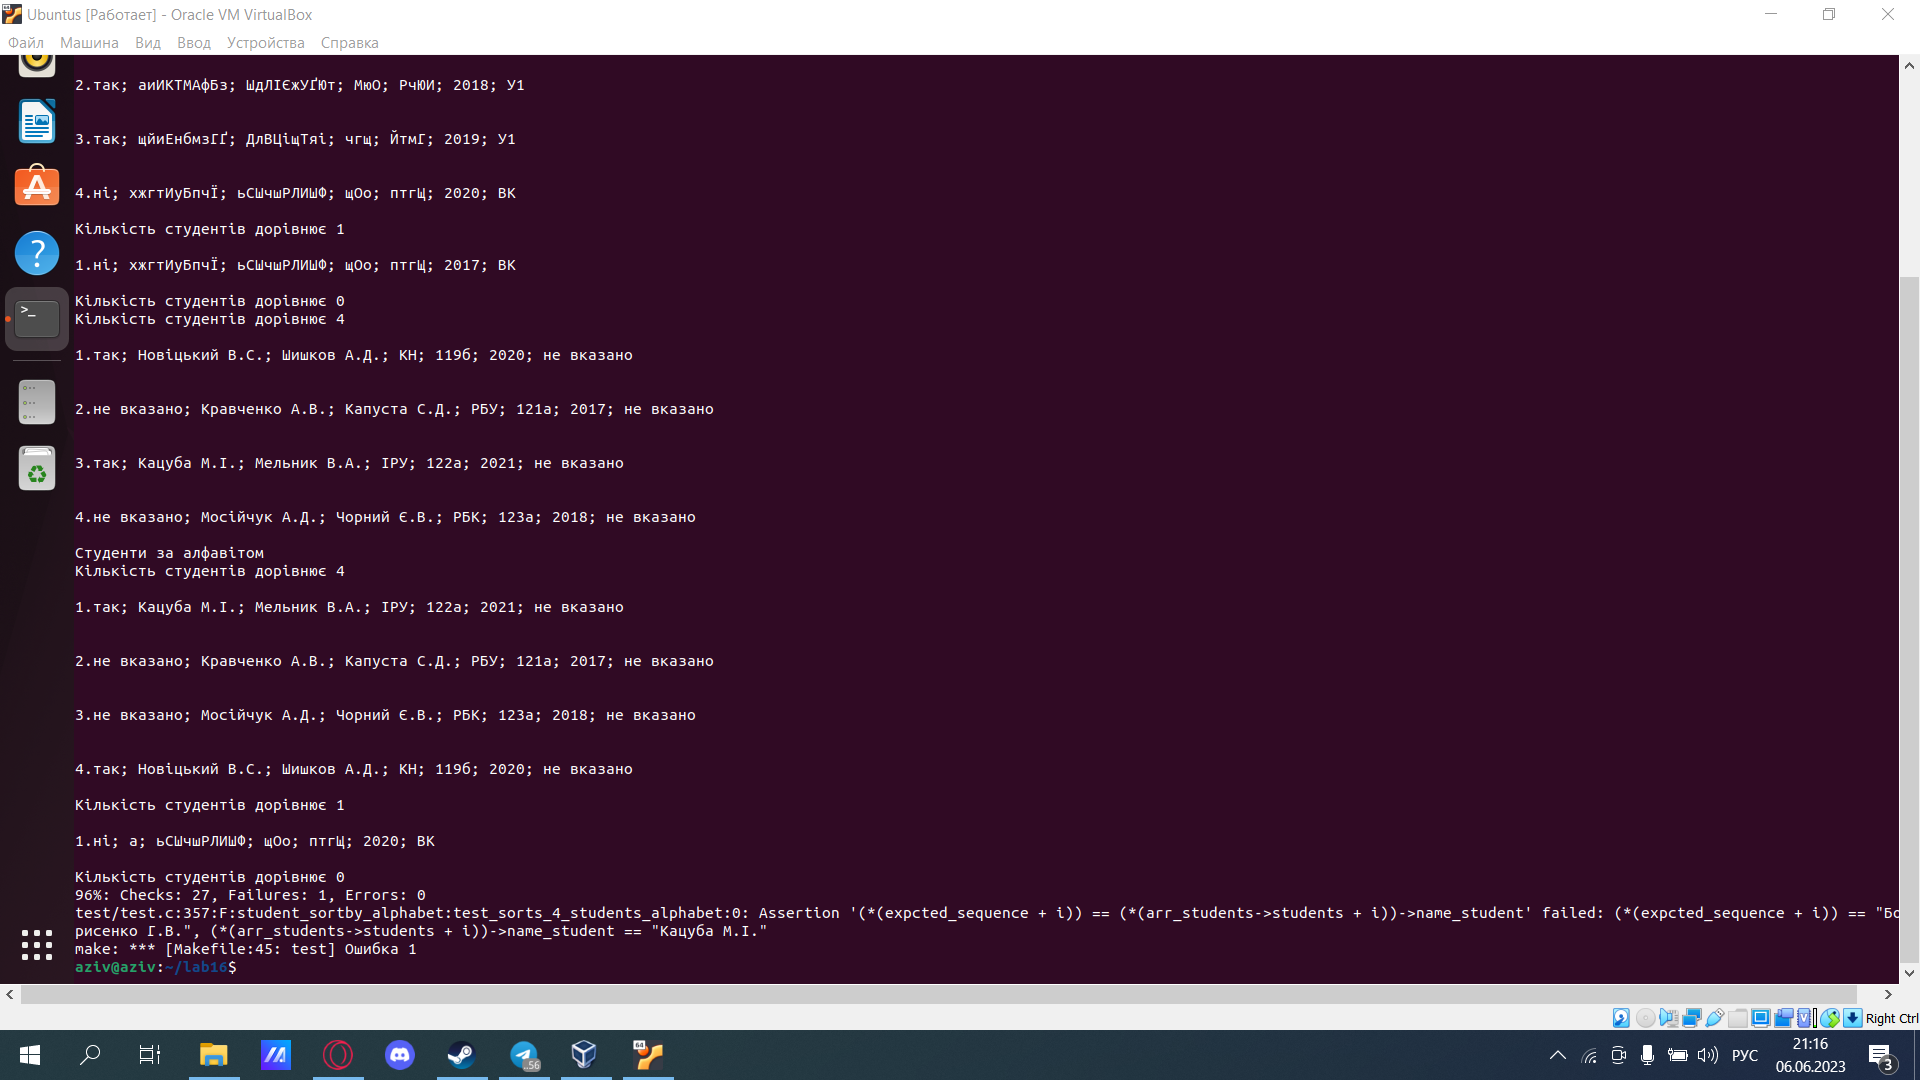 Ubuntus [Работает] - Oracle VM VirtualBox
Файл Машина Вид Ввод Устройства Справка
2.так; аиИКТМАфБз; ШдЛІЄжУҐЮт; МюО; РчЮИ; 2018; У1
3.так; щйиЕнбмзГҐ; ДлВЦіщТяі; чгщ; ЙтмГ; 2019; У1
4.ні; хжгтИуБпчЇ; ьСШчшРЛИШФ; щОо; птгЩ; 2020; ВК
Кількість студентів дорівнює 1
1.ні; хжгтИуБпчЇ; ьСШчшРЛИШФ; щОо; птгЩ; 2017; ВК
Кількість студентів дорівнює 0
Кількість студентів дорівнює 4
1.так; Новіцький В.С.; Шишков А.Д.; КН; 119б; 2020; не вказано
2.не вказано; Кравченко А.В.; Капуста С.Д.; РБУ; 121а; 2017; не вказано
3.так; Кацуба М.І.; Мельник В.А.; ІРУ; 122а; 2021; не вказано
4.не вказано; Мосійчук А.Д.; Чорний Є.В.; РБК; 123а; 2018; не вказано
Студенти за алфавітом
Кількість студентів дорівнює 4
1.так; Кацуба М.І.; Мельник В.А.; ІРУ; 122а; 2021; не вказано
2.не вказано; Кравченко А.В.; Капуста С.Д.; РБУ; 121а; 2017; не вказано
3.не вказано; Мосійчук А.Д.; Чорний Є.В.; РБК; 123а; 2018; не вказано
4.так; Новіцький В.С.; Шишков А.Д.; КН; 119б; 2020; не вказано
Кількість студентів дорівнює 1
1.ні; а; ьСШчшРЛИШФ; щОо; птгЩ; 2020; ВК
Кількість студентів дорівнює 0
96%: Checks: 27, Failures: 1, Errors: 0
test/test.c:357:F:student_sortby_alphabet:test_sorts_4_students_alphabet:0: Assertion '(*(expcted_sequence + i)) == (*(arr_students->students + i))->name_student' failed: (*(expcted_sequence + i)) == "Бо
рисенко Г.В.", (*(arr_students->students + i))->name_student == "Кацуба М.І."
make: *** [Makefile:45: test] Ошибка 1
aziv@aziv:~/lab16$
Right Ctrl
64
.56
64
РУС
21:16
06.06.2023
3